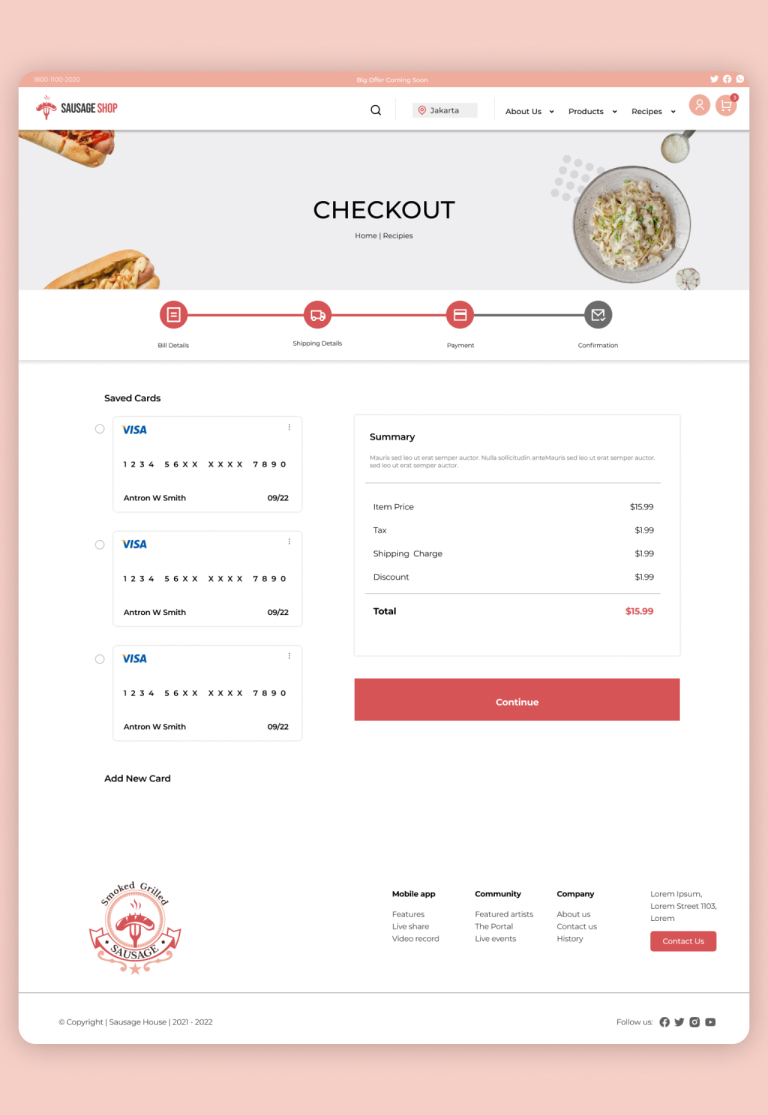 1800-1100-2020
Big Offer Coming Soon
SAUSAGE SHOP
Jakarta
About Us
Products
Recipes
3
CHECKOUT
Home | Recipies
Bill Details
Shipping Details
Payment
Confirmation
Saved Cards
VISA
1234 56XX XXXX 7890
Antron W Smith 09/22
VISA
1234 56XX XXXX 7890
Antron W Smith 09/22
VISA
1234 56XX XXXX 7890
Antron W Smith 09/22
Add New Card
Summary
Mauris sed leo ut erat semper auctor. Nulla sollicitudin anteMauris sed leo ut erat semper auctor.
sed leo ut erat semper auctor.
Item Price $15.99
Tax $1.99
Shipping Charge $1.99
Discount $1.99
Total $15.99
Continue
Smoked Grilled
SAUSAGE
Mobile app
Features
Live share
Video record
Community
Featured artists
The Portal
Live events
Company
About us
Contact us
History
Lorem Ipsum,
Lorem Street 1103,
Lorem
Contact Us
© Copyright | Sausage House | 2021 - 2022
Follow us: